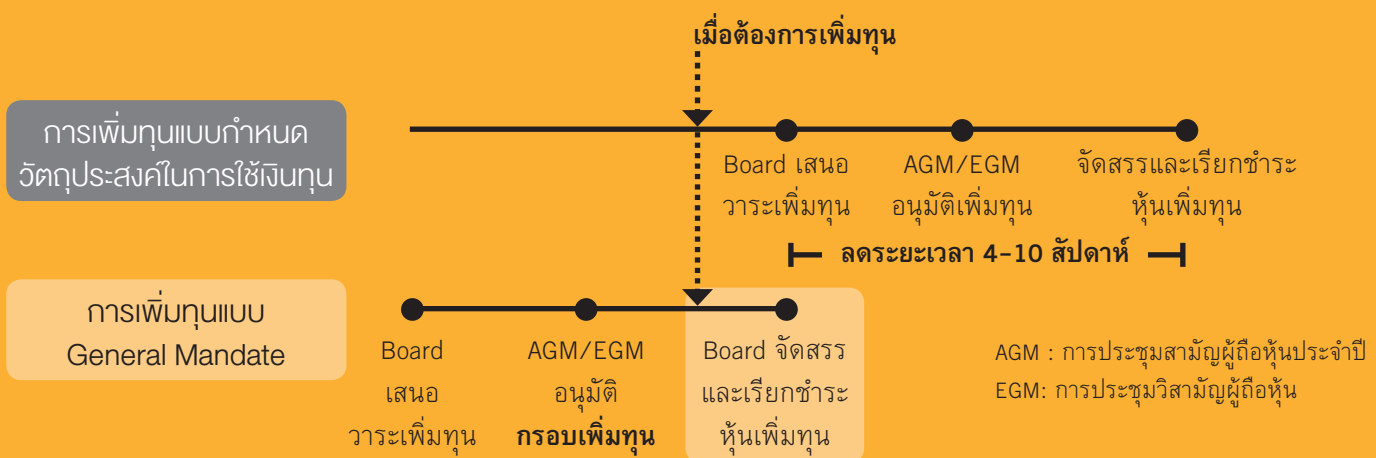 เมื่อต้องการเพิ่มทุน
การเพิ่มทุนแบบกำหนด
วัตถุประสงค์ในการใช้เงินทุน
Board เสนอ
วาระเพิ่มทุน
AGM/EGM
อนุมัติเพิ่มทุน
จัดสรรและเรียกชำระ
หุ้นเพิ่มทุน
ลดระยะเวลา 4-10 สัปดาห์
การเพิ่มทุนแบบ
General Mandate
Board
เสนอ
วาระเพิ่มทุน
AGM/EGM
อนุมัติ
กรอบเพิ่มทุน
Board จัดสรร
และเรียกชำระ
หุ้นเพิ่มทุน
AGM : การประชุมสามัญผู้ถือหุ้นประจำปี
EGM: การประชุมวิสามัญผู้ถือหุ้น